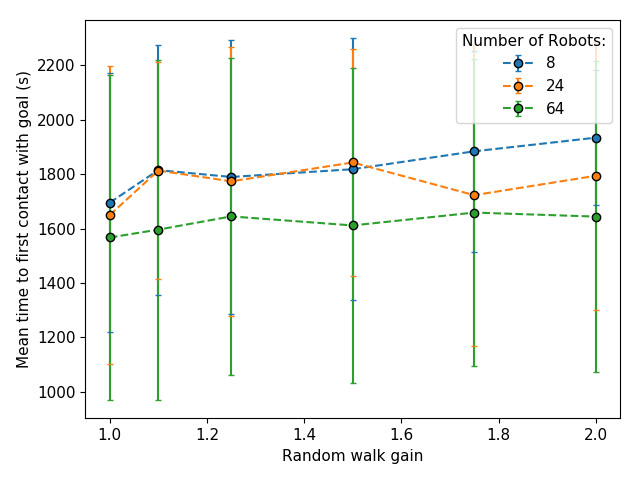 Number of Robots:
8
24
64
2200
2000
1800
1600
1400
1200
1000
Mean time to first contact with goal (s)
1.0 1.2 1.4 1.6 1.8 2.0
Random walk gain